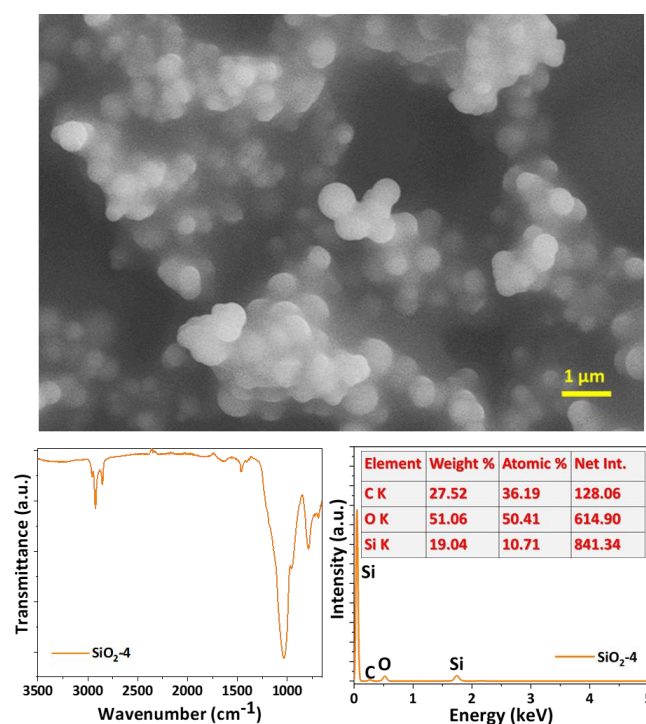 1 μm
Transmittance (a.u.)
SiO₂-4
3500 3000 2500 2000 1500 1000
Wavenumber (cm⁻¹)
Intensity (a.u.)
Element Weight % Atomic % Net Int.
C K 27.52 36.19 128.06
O K 51.06 50.41 614.90
Si K 19.04 10.71 841.34
Si
C O Si
SiO₂-4
0 1 2 3 4 5
Energy (keV)